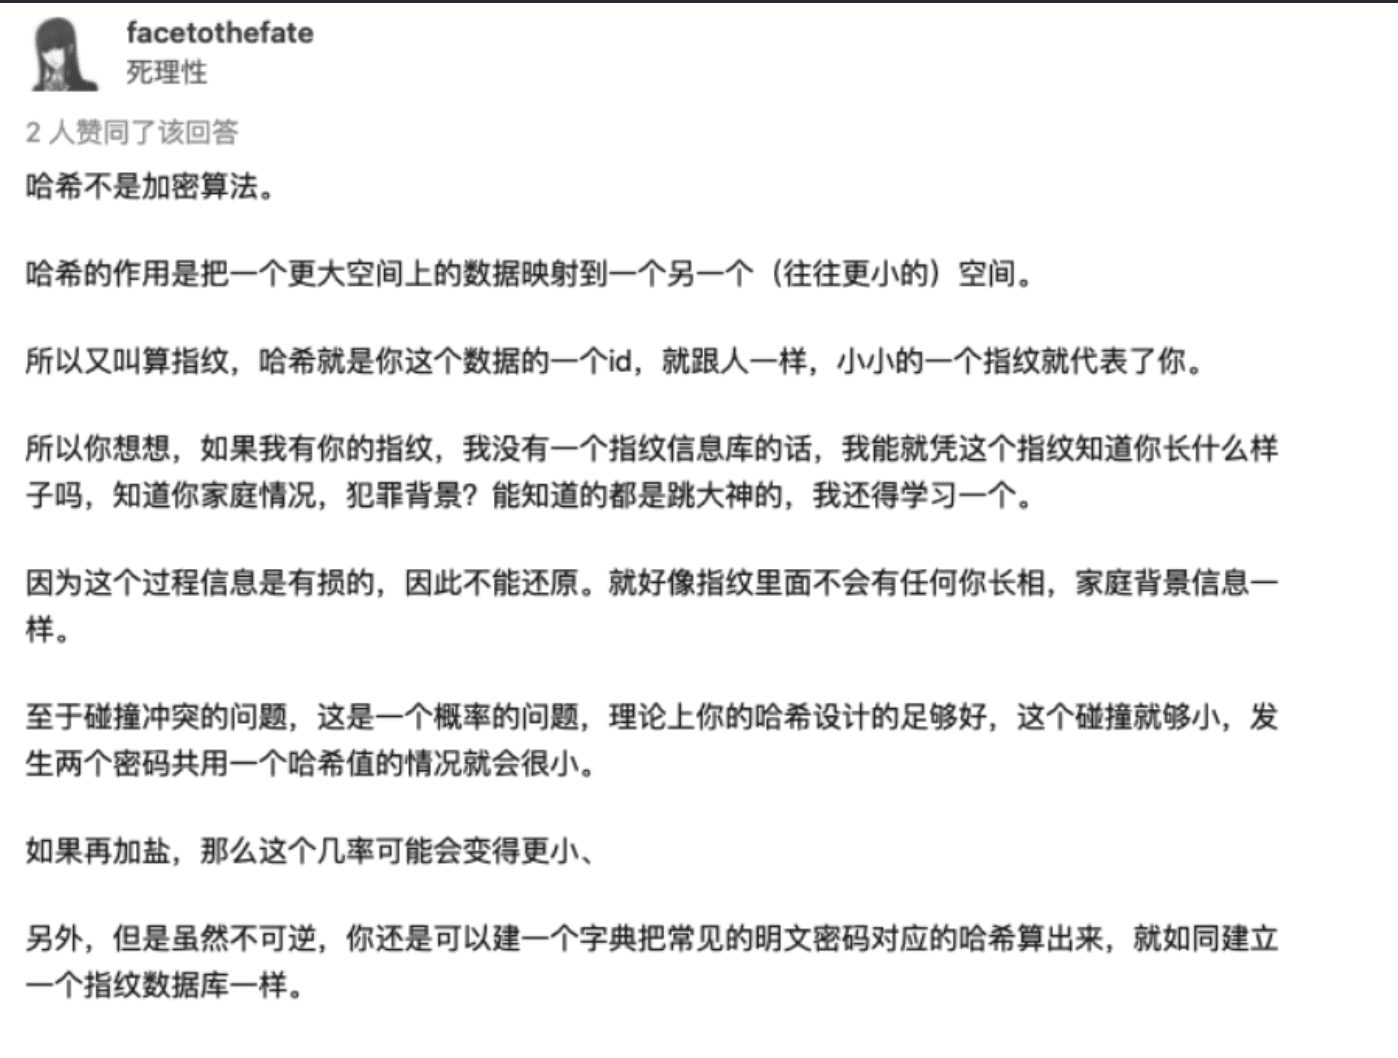 facetothefate
死理性
2 人赞同了该回答
哈希不是加密算法。
哈希的作用是把一个更大空间上的数据映射到一个另一个（往往更小的）空间。
所以又叫算指纹，哈希就是你这个数据的一个id，就跟人一样，小小的一个指纹就代表了你。
所以你想想，如果我有你的指纹，我没有一个指纹信息库的话，我能就凭这个指纹知道你长什么样
子吗，知道你家庭情况，犯罪背景？能知道的都是跳大神的，我还得学习一个。
因为这个过程信息是有损的，因此不能还原。就好像指纹里面不会有任何你长相，家庭背景信息一
样。
至于碰撞冲突的问题，这是一个概率的问题，理论上你的哈希设计的足够好，这个碰撞就够小，发
生两个密码共用一个哈希值的情况就会很小。
如果再加盐，那么这个几率可能会变得更小、
另外，但是虽然不可逆，你还是可以建一个字典把常见的明文密码对应的哈希算出来，就如同建立
一个指纹数据库一样。